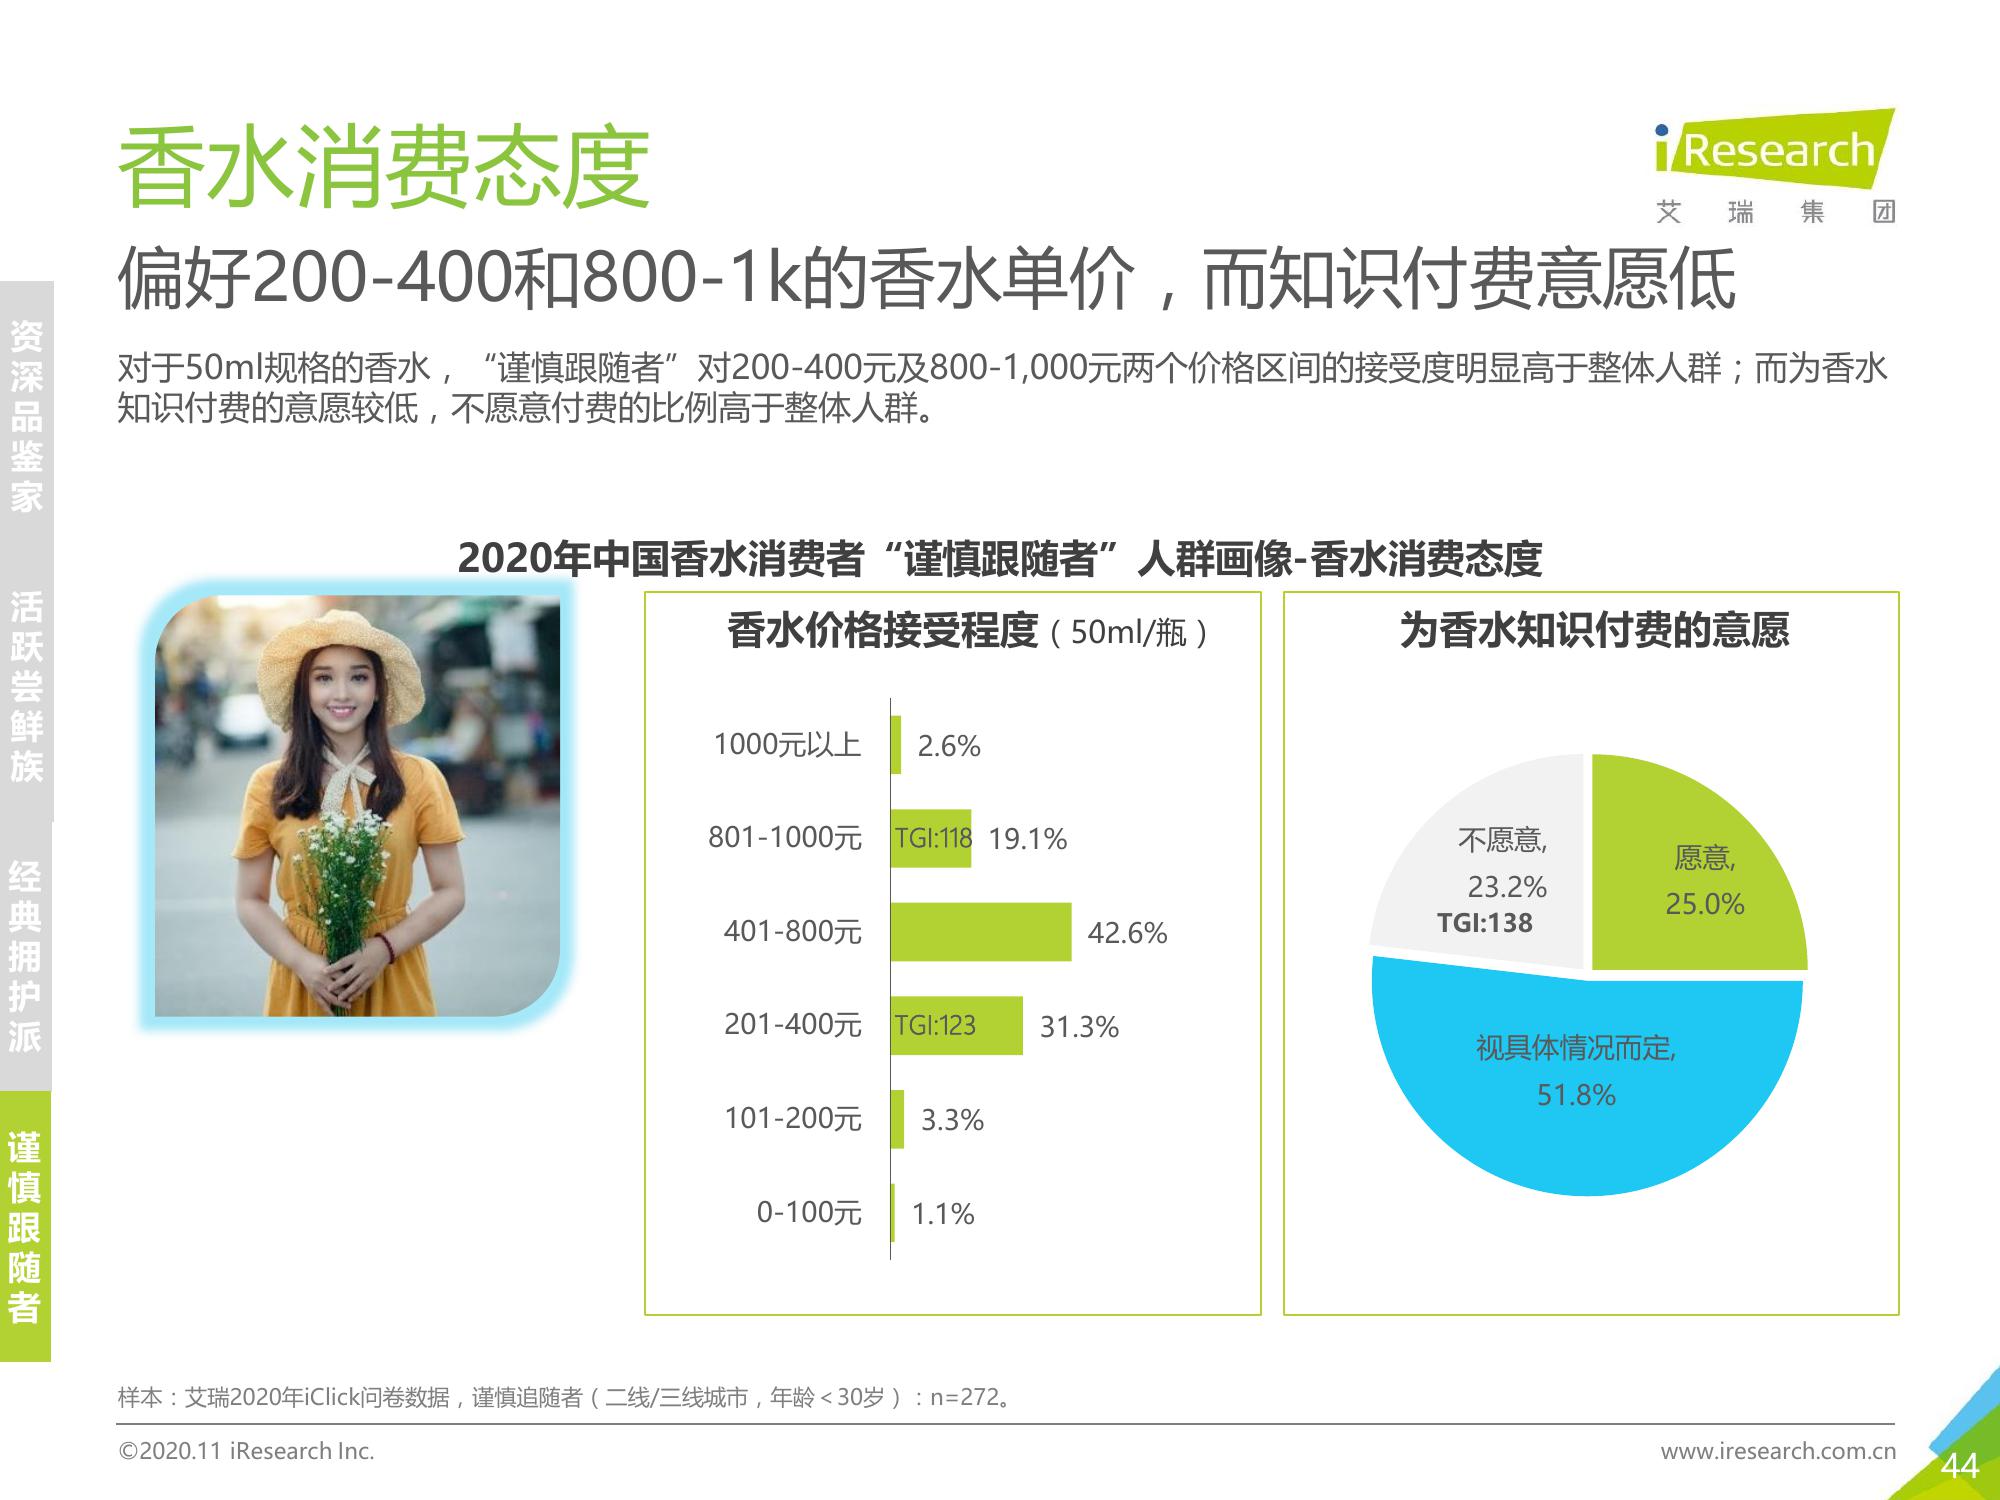 香水消费态度
iResearch
艾瑞集团
偏好200-400和800-1k的香水单价，而知识付费意愿低
对于50ml规格的香水，“谨慎跟随者”对200-400元及800-1,000元两个价格区间的接受度明显高于整体人群；而为香水
知识付费的意愿较低，不愿意付费的比例高于整体人群。
资深品鉴家
活跃尝鲜族
经典拥护派
谨慎跟随者
2020年中国香水消费者“谨慎跟随者”人群画像-香水消费态度
香水价格接受程度（50ml/瓶）
1000元以上 2.6%
801-1000元 TGI:118 19.1%
401-800元 42.6%
201-400元 TGI:123 31.3%
101-200元 3.3%
0-100元 1.1%
为香水知识付费的意愿
不愿意,
23.2%
TGI:138
愿意,
25.0%
视具体情况而定,
51.8%
样本：艾瑞2020年iClick问卷数据，谨慎追随者（二线/三线城市，年龄＜30岁）：n=272。
©2020.11 iResearch Inc.
www.iresearch.com.cn
44